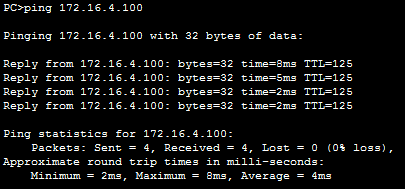 PC>ping 172.16.4.100
Pinging 172.16.4.100 with 32 bytes of data:
Reply from 172.16.4.100: bytes=32 time=8ms TTL=125
Reply from 172.16.4.100: bytes=32 time=5ms TTL=125
Reply from 172.16.4.100: bytes=32 time=2ms TTL=125
Reply from 172.16.4.100: bytes=32 time=2ms TTL=125
Ping statistics for 172.16.4.100:
Packets: Sent = 4, Received = 4, Lost = 0 (0% loss),
Approximate round trip times in milli-seconds:
Minimum = 2ms, Maximum = 8ms, Average = 4ms